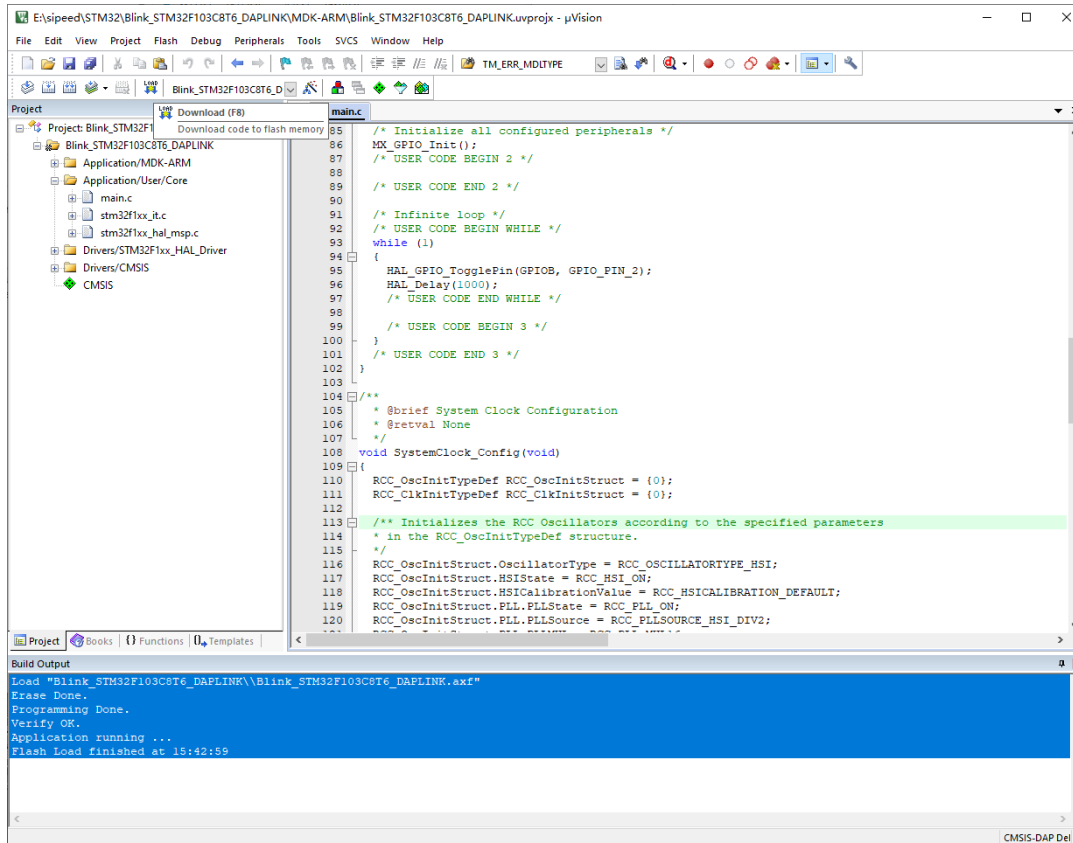 E:\sipeed\STM32\Blink_STM32F103C8T6_DAPLINK\MDK-ARM\Blink_STM32F103C8T6_DAPLINK.uvprojx - µVision
File Edit View Project Flash Debug Peripherals Tools SVCS Window Help
TM_ERR_MDLTYPE
LOAD Blink_STM32F103C8T6_D
Project
LOAD Download (F8)
Download code to flash memory
main.c
Project: Blink_STM32F1
Blink_STM32F103C8T6_DAPLINK
Application/MDK-ARM
Application/User/Core
main.c
stm32f1xx_it.c
stm32f1xx_hal_msp.c
Drivers/STM32F1xx_HAL_Driver
Drivers/CMSIS
CMSIS
85 /* Initialize all configured peripherals */
86 MX_GPIO_Init();
87 /* USER CODE BEGIN 2 */
88
89 /* USER CODE END 2 */
90
91 /* Infinite loop */
92 /* USER CODE BEGIN WHILE */
93 while (1)
94 {
95 HAL_GPIO_TogglePin(GPIOB, GPIO_PIN_2);
96 HAL_Delay(1000);
97 /* USER CODE END WHILE */
98
99 /* USER CODE BEGIN 3 */
100 }
101 /* USER CODE END 3 */
102 }
103
104 /**
105 * @brief System Clock Configuration
106 * @retval None
107 */
108 void SystemClock_Config(void)
109 {
110 RCC_OscInitTypeDef RCC_OscInitStruct = {0};
111 RCC_ClkInitTypeDef RCC_ClkInitStruct = {0};
112
113 /** Initializes the RCC Oscillators according to the specified parameters
114 * in the RCC_OscInitTypeDef structure.
115 */
116 RCC_OscInitStruct.OscillatorType = RCC_OSCILLATORTYPE_HSI;
117 RCC_OscInitStruct.HSIState = RCC_HSI_ON;
118 RCC_OscInitStruct.HSICalibrationValue = RCC_HSICALIBRATION_DEFAULT;
119 RCC_OscInitStruct.PLL.PLLState = RCC_PLL_ON;
120 RCC_OscInitStruct.PLL.PLLSource = RCC_PLLSOURCE_HSI_DIV2;
Project Books {} Functions 0 Templates
Build Output
Load "Blink_STM32F103C8T6_DAPLINK\\Blink_STM32F103C8T6_DAPLINK.axf"
Erase Done.
Programming Done.
Verify OK.
Application running ...
Flash Load finished at 15:42:59
CMSIS-DAP Del